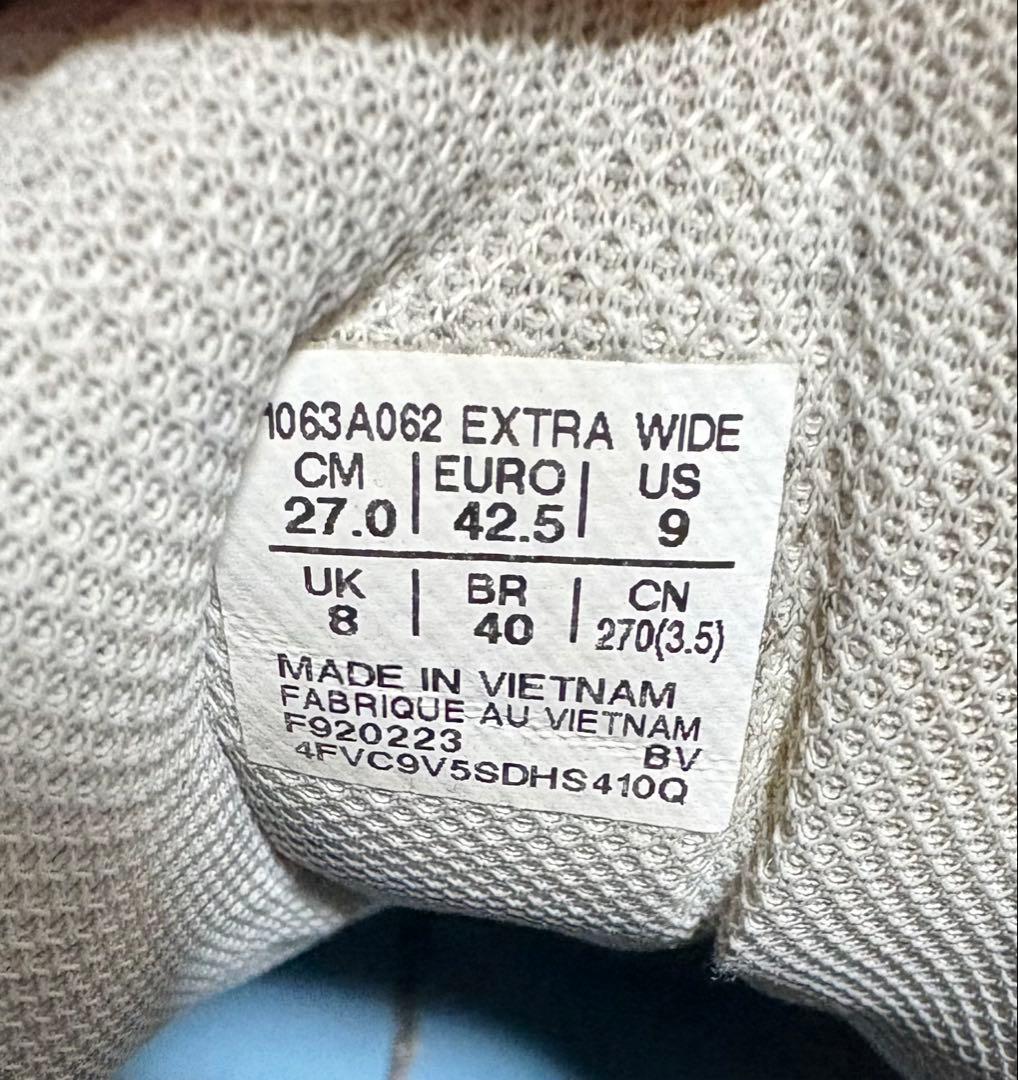 1063A062 EXTRA WIDE
CM | EURO | US
27.0 | 42.5 | 9
UK | BR | CN
8 | 40 | 270(3.5)
MADE IN VIETNAM
FABRIQUE AU VIETNAM
F920223 BV
4FVC9V5SDHS410Q